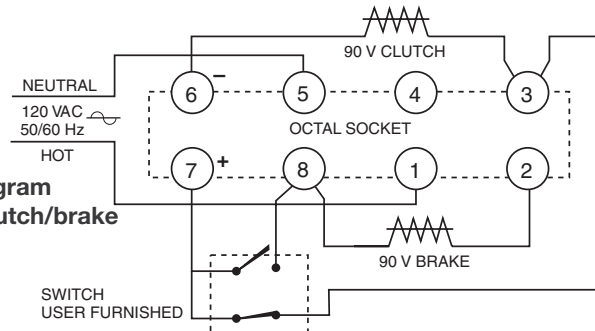 90 V CLUTCH
NEUTRAL
120 VAC
50/60 Hz
HOT
6 − 5 4 3
OCTAL SOCKET
7 + 8 1 2
gram
utch/brake
90 V BRAKE
SWITCH
USER FURNISHED